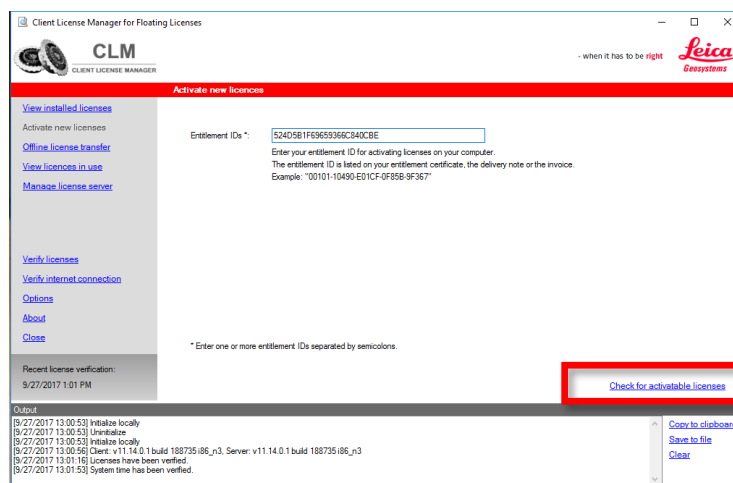 Client License Manager for Floating Licenses
CLM
CLIENT LICENSE MANAGER
- when it has to be right
Leica
Geosystems
Activate new licences
View installed licenses
Activate new licenses
Offline license transfer
View licences in use
Manage license server
Verify licenses
Verify internet connection
Options
About
Close
Recent license verification:
9/27/2017 1:01 PM
Entitlement IDs *:
524D5B1F69659366C840CBE
Enter your entitlement ID for activating licenses on your computer.
The entitlement ID is listed on your entitlement certificate, the delivery note or the invoice.
Example: "00101-10490-E01CF-0F85B-9F367"
* Enter one or more entitlement IDs separated by semicolons.
Check for activatable licenses
Output
[9/27/2017 13:00:53] Initialize locally
[9/27/2017 13:00:53] Uninitialize
[9/27/2017 13:00:53] Initialize locally
[9/27/2017 13:00:56] Client: v11.14.0.1 build 188735 i86_n3, Server: v11.14.0.1 build 188735 i86_n3
[9/27/2017 13:01:16] Licenses have been verified.
[9/27/2017 13:01:53] System time has been verified.
Copy to clipboard
Save to file
Clear